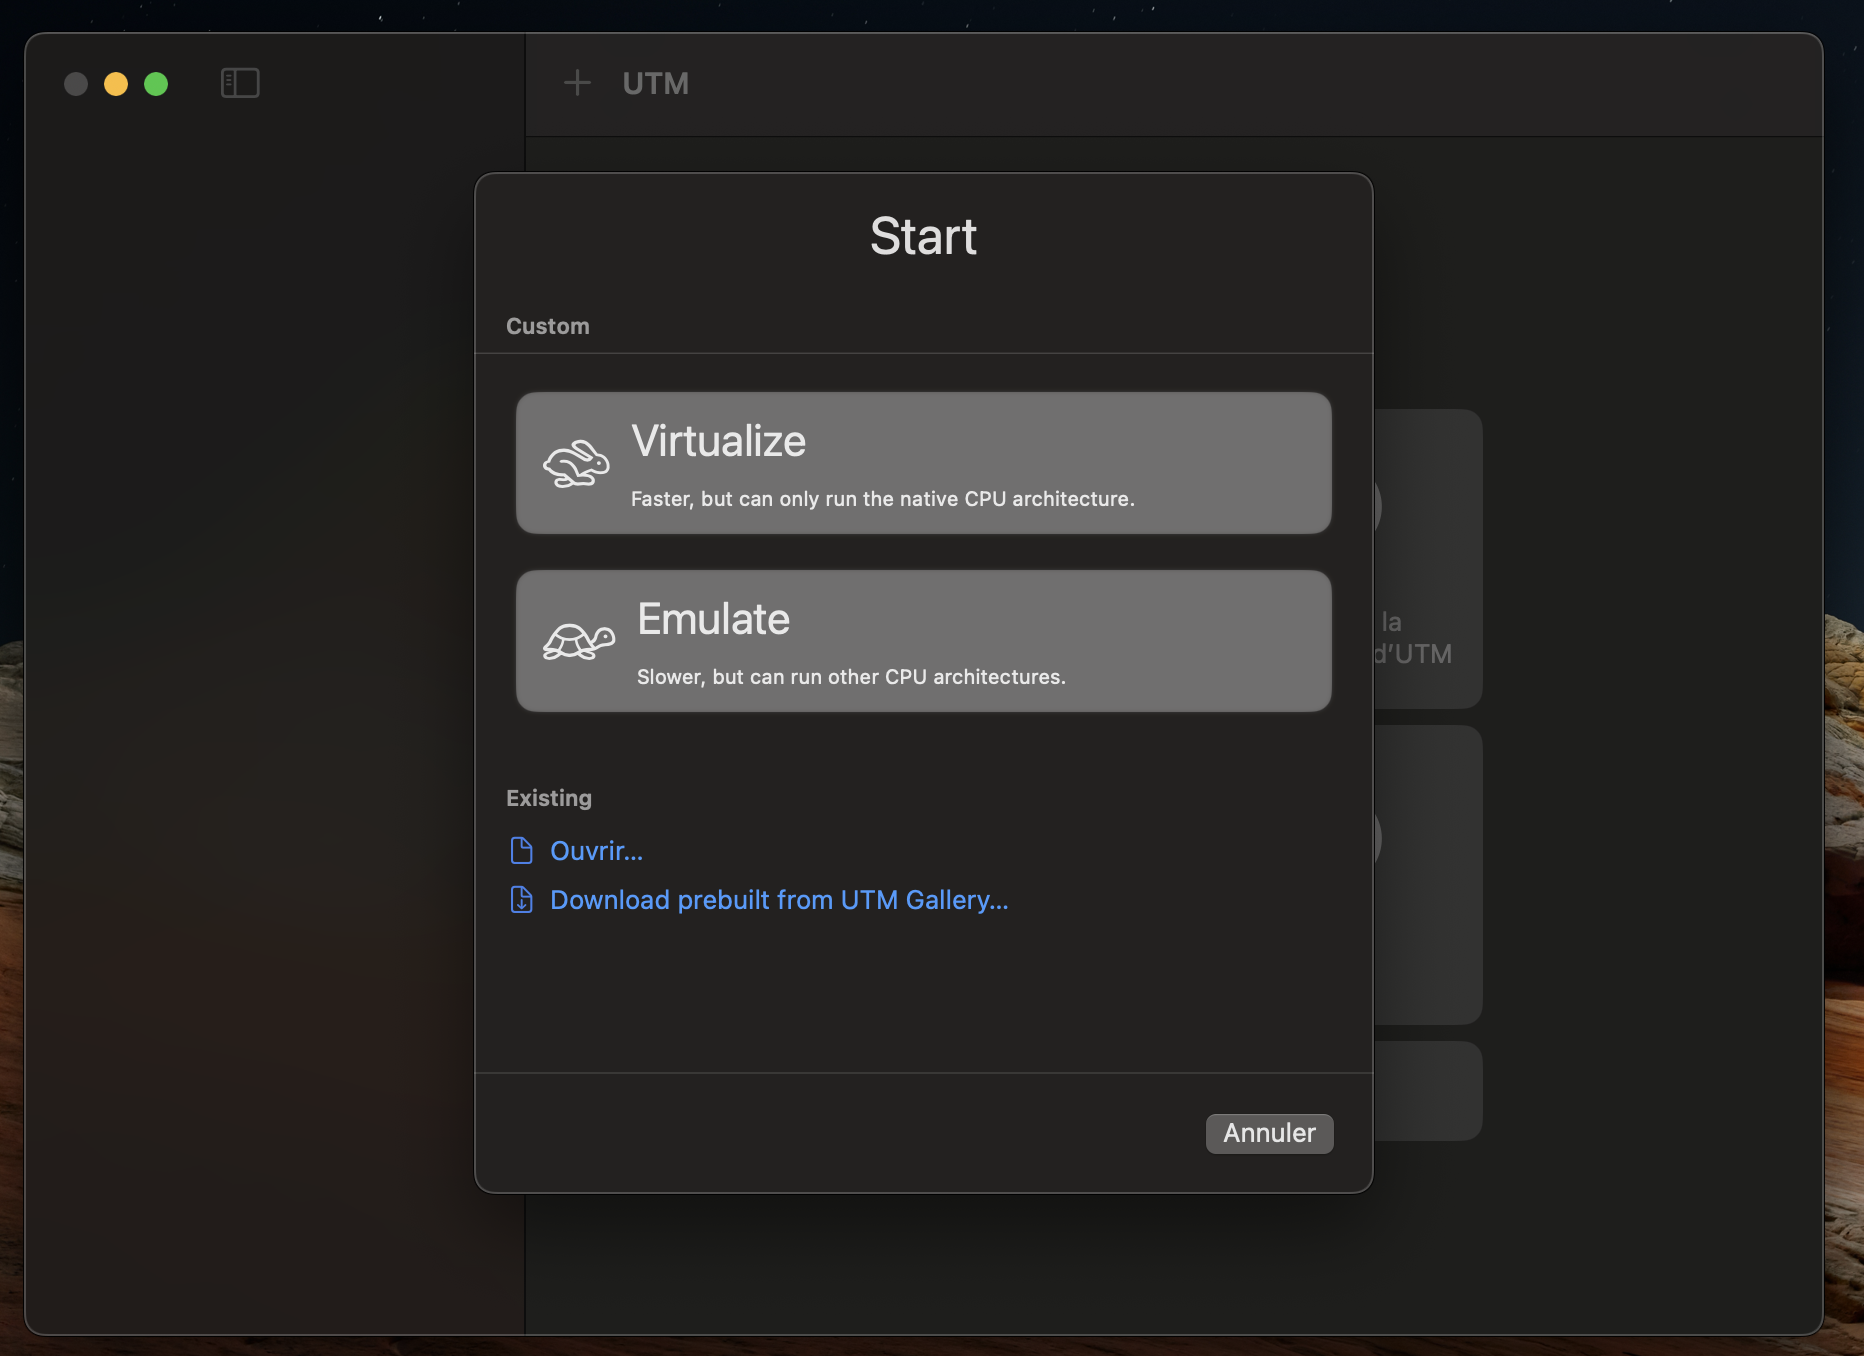 UTM
Start
Custom
Virtualize
Faster, but can only run the native CPU architecture.
Emulate
Slower, but can run other CPU architectures.
la
d’UTM
Existing
Ouvrir…
Download prebuilt from UTM Gallery…
Annuler